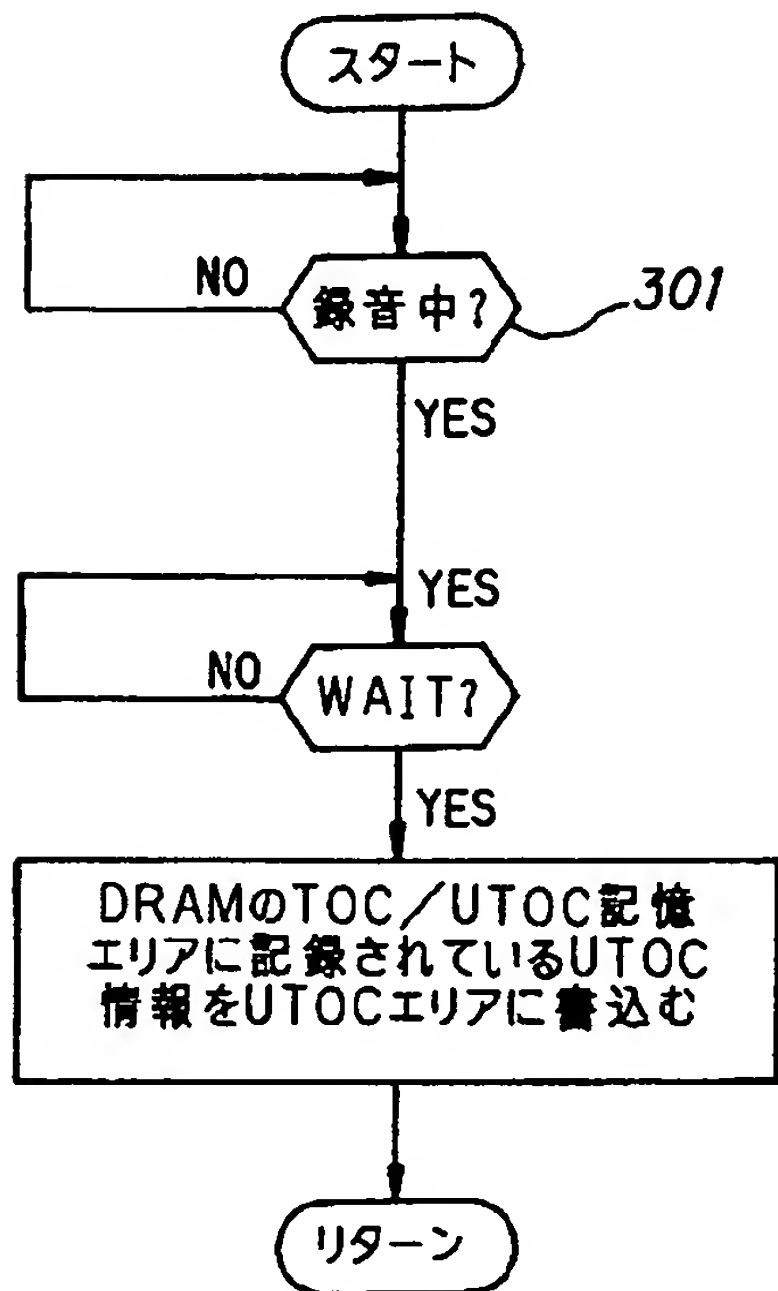 スタート
NO
録音中?
301
YES
YES
NO
WAIT?
YES
DRAMのTOC/UTOC記憶
エリアに記録されているUTOC
情報をUTOCエリアに書込む
リターン